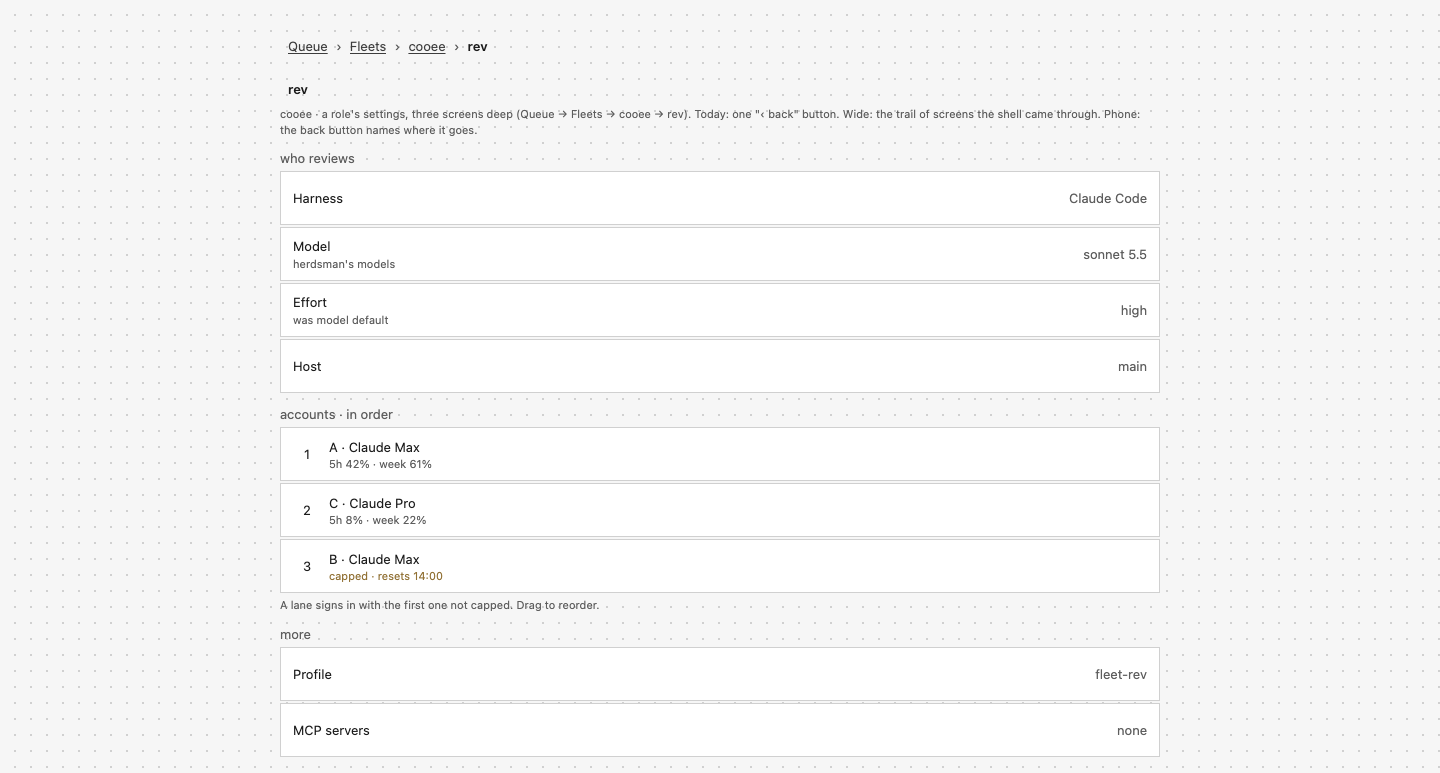 Queue › Fleets › cooee › rev
rev
cooee · a role's settings, three screens deep (Queue → Fleets → cooee → rev). Today: one "‹ back" button. Wide: the trail of screens the shell came through. Phone:
the back button names where it goes.
who reviews
Harness Claude Code
Model
herdsman's models
sonnet 5.5
Effort
was model default
high
Host main
accounts · in order
1 A · Claude Max
5h 42% · week 61%
2 C · Claude Pro
5h 8% · week 22%
3 B · Claude Max
capped · resets 14:00
A lane signs in with the first one not capped. Drag to reorder.
more
Profile fleet-rev
MCP servers none